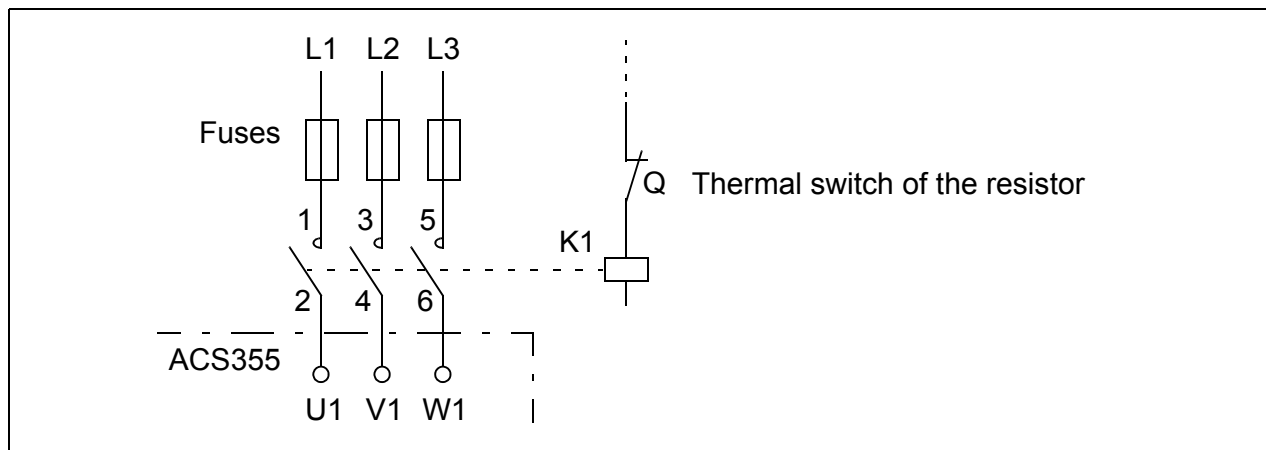 L1 L2 L3
Fuses
Q Thermal switch of the resistor
1 3 5
K1
2 4 6
ACS355
U1 V1 W1